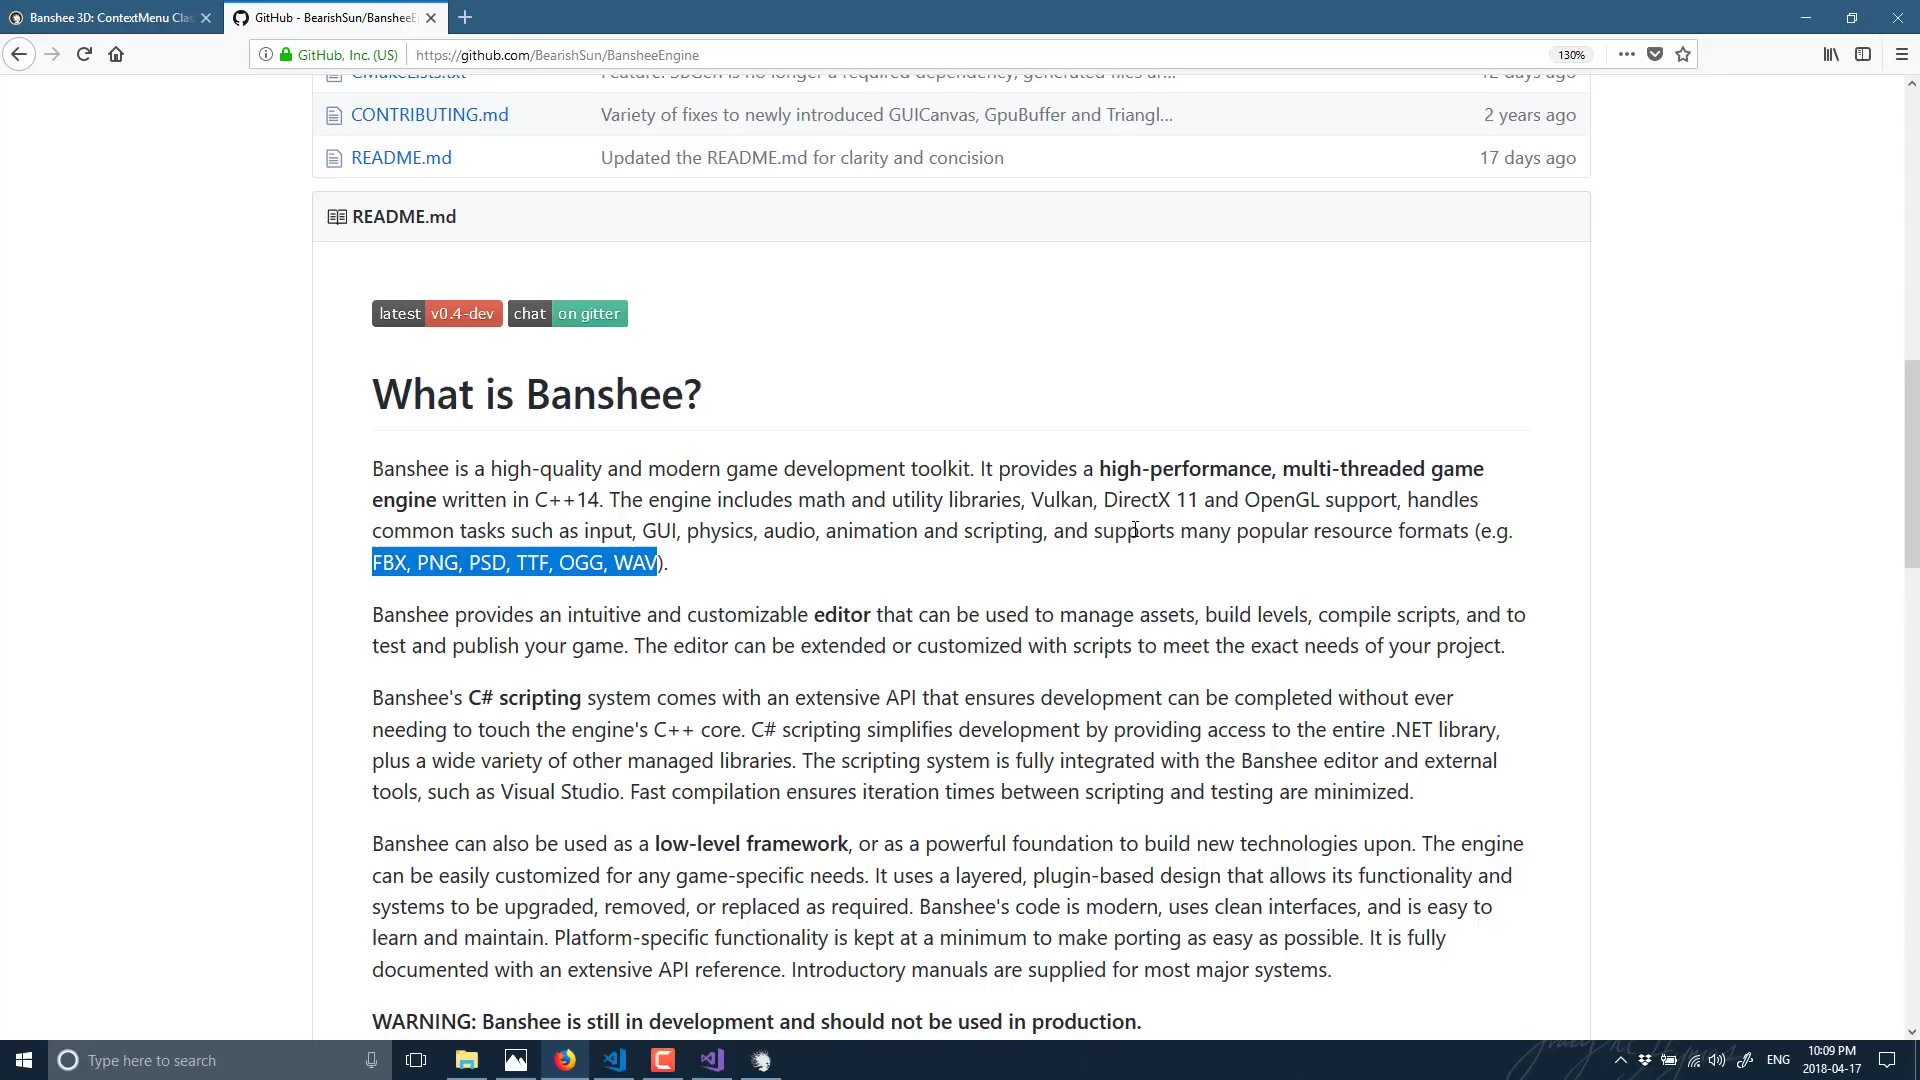 Banshee 3D: ContextMenu Cla
GitHub - BearishSun/BansheeE
GitHub, Inc. (US)
https://github.com/BearishSun/BansheeEngine
130%
CMakeLists.txt Feature: SBGen is no longer a required dependency, generated files ar... 12 days ago
CONTRIBUTING.md Variety of fixes to newly introduced GUICanvas, GpuBuffer and Triangl... 2 years ago
README.md Updated the README.md for clarity and concision 17 days ago
README.md
latest v0.4-dev chat on gitter
What is Banshee?
Banshee is a high-quality and modern game development toolkit. It provides a high-performance, multi-threaded game
engine written in C++14. The engine includes math and utility libraries, Vulkan, DirectX 11 and OpenGL support, handles
common tasks such as input, GUI, physics, audio, animation and scripting, and supports many popular resource formats (e.g.
FBX, PNG, PSD, TTF, OGG, WAV).
Banshee provides an intuitive and customizable editor that can be used to manage assets, build levels, compile scripts, and to
test and publish your game. The editor can be extended or customized with scripts to meet the exact needs of your project.
Banshee's C# scripting system comes with an extensive API that ensures development can be completed without ever
needing to touch the engine's C++ core. C# scripting simplifies development by providing access to the entire .NET library,
plus a wide variety of other managed libraries. The scripting system is fully integrated with the Banshee editor and external
tools, such as Visual Studio. Fast compilation ensures iteration times between scripting and testing are minimized.
Banshee can also be used as a low-level framework, or as a powerful foundation to build new technologies upon. The engine
can be easily customized for any game-specific needs. It uses a layered, plugin-based design that allows its functionality and
systems to be upgraded, removed, or replaced as required. Banshee's code is modern, uses clean interfaces, and is easy to
learn and maintain. Platform-specific functionality is kept at a minimum to make porting as easy as possible. It is fully
documented with an extensive API reference. Introductory manuals are supplied for most major systems.
WARNING: Banshee is still in development and should not be used in production.
Type here to search
ENG
10:09 PM
2018-04-17